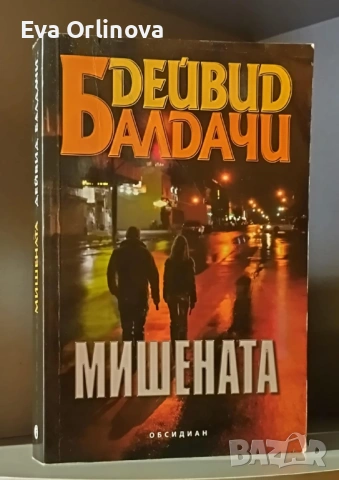 Eva Orlinova
ДЕЙВИД
БАЛДАЧИ
МИШЕНАТА
ОБСИДИАН
МИШЕНАТА ДЕЙВИД БАЛДАЧИ
BAZAR